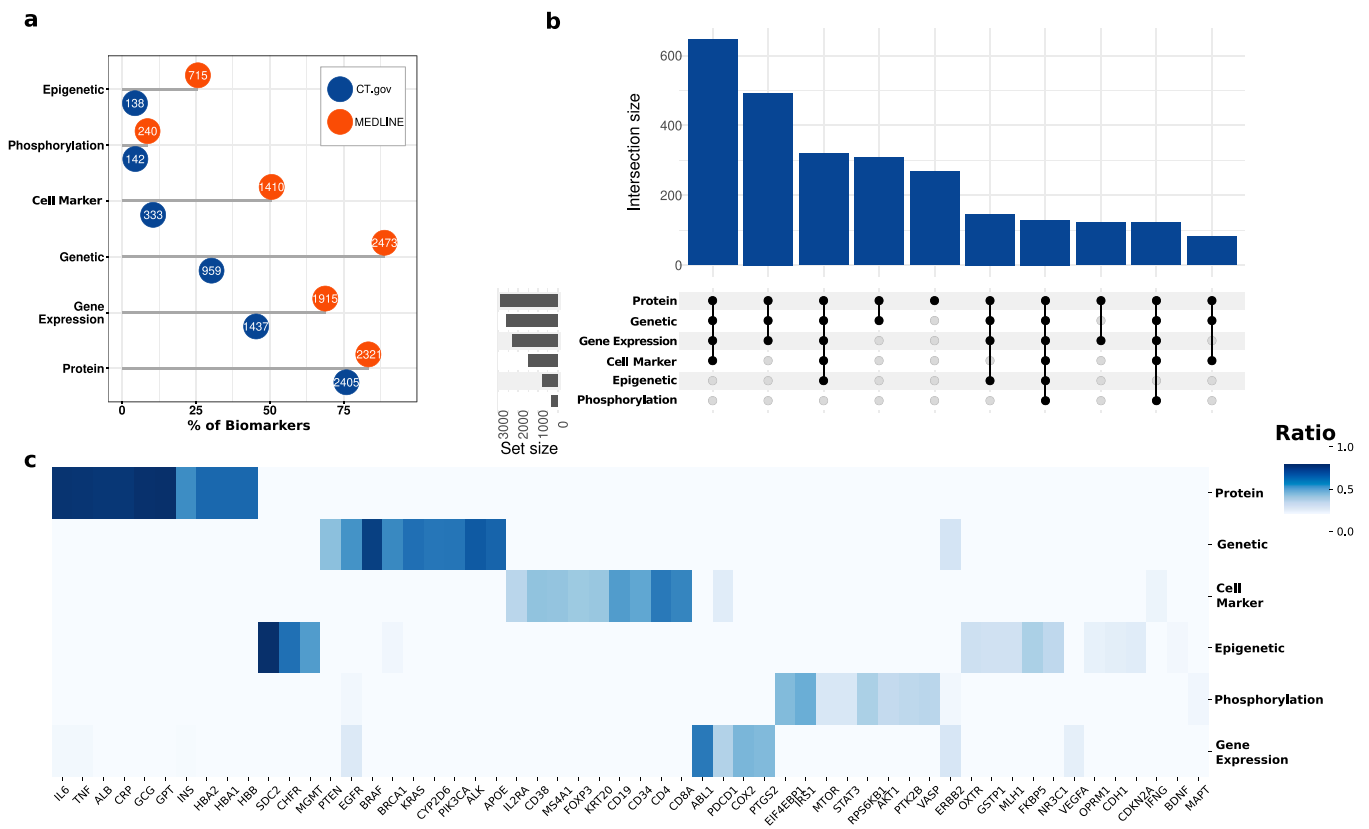 a
Epigenetic
715
138
Phosphorylation
240
142
Cell Marker
1410
333
Genetic
2473
959
Gene
Expression
1915
1437
Protein
2321
2405
CT.gov
MEDLINE
0
25
50
75
% of Biomarkers
b
Intersection size
600
400
200
0
Protein
Genetic
Gene Expression
Cell Marker
Epigenetic
Phosphorylation
3000
2000
1000
0
Set size
c
Ratio
1.0
0.5
0.0
Protein
Genetic
Cell
Marker
Epigenetic
Phosphorylation
Gene
Expression
IL6
TNF
ALB
CRP
GCG
GPT
INS
HBA2
HBA1
HBB
SDC2
CHFR
MGMT
PTEN
EGFR
BRAF
BRCA1
KRAS
CYP2D6
PIK3CA
ALK
APOE
IL2RA
CD38
MS4A1
FOXP3
KRT20
CD19
CD34
CD4
CD8A
ABL1
PDCD1
COX2
PTGS2
EIF4EBP1
IRS1
MTOR
STAT3
RPS6KB1
AKT1
PTK2B
VASP
ERBB2
OXTR
GSTP1
MLH1
FKBP5
NR3C1
VEGFA
OPRM1
CDH1
CDKN2A
IFNG
BDNF
MAPT